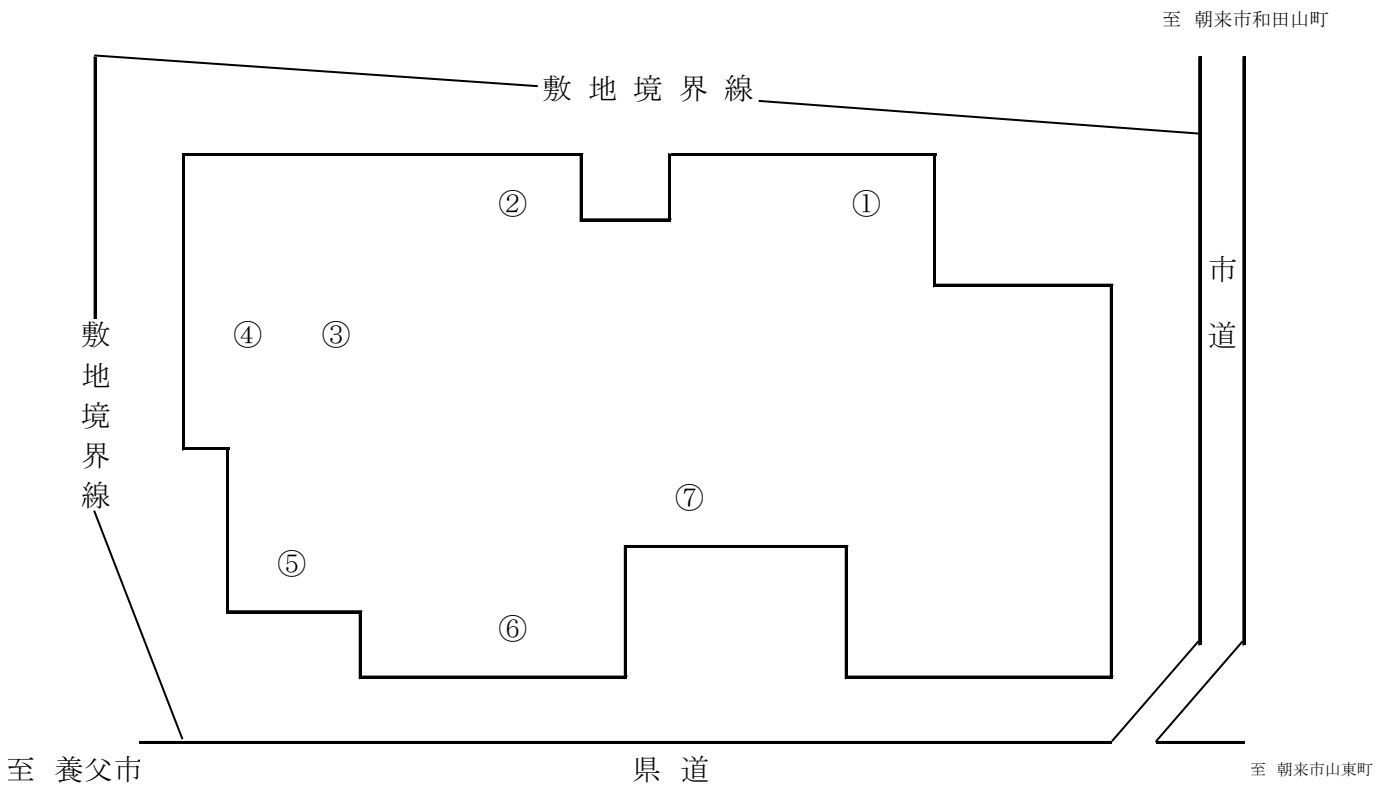 至 朝来市和田山町
敷地境界線
②
①
市道
敷地境界線
④
③
⑦
⑤
⑥
至 養父市
県道
至 朝来市山東町